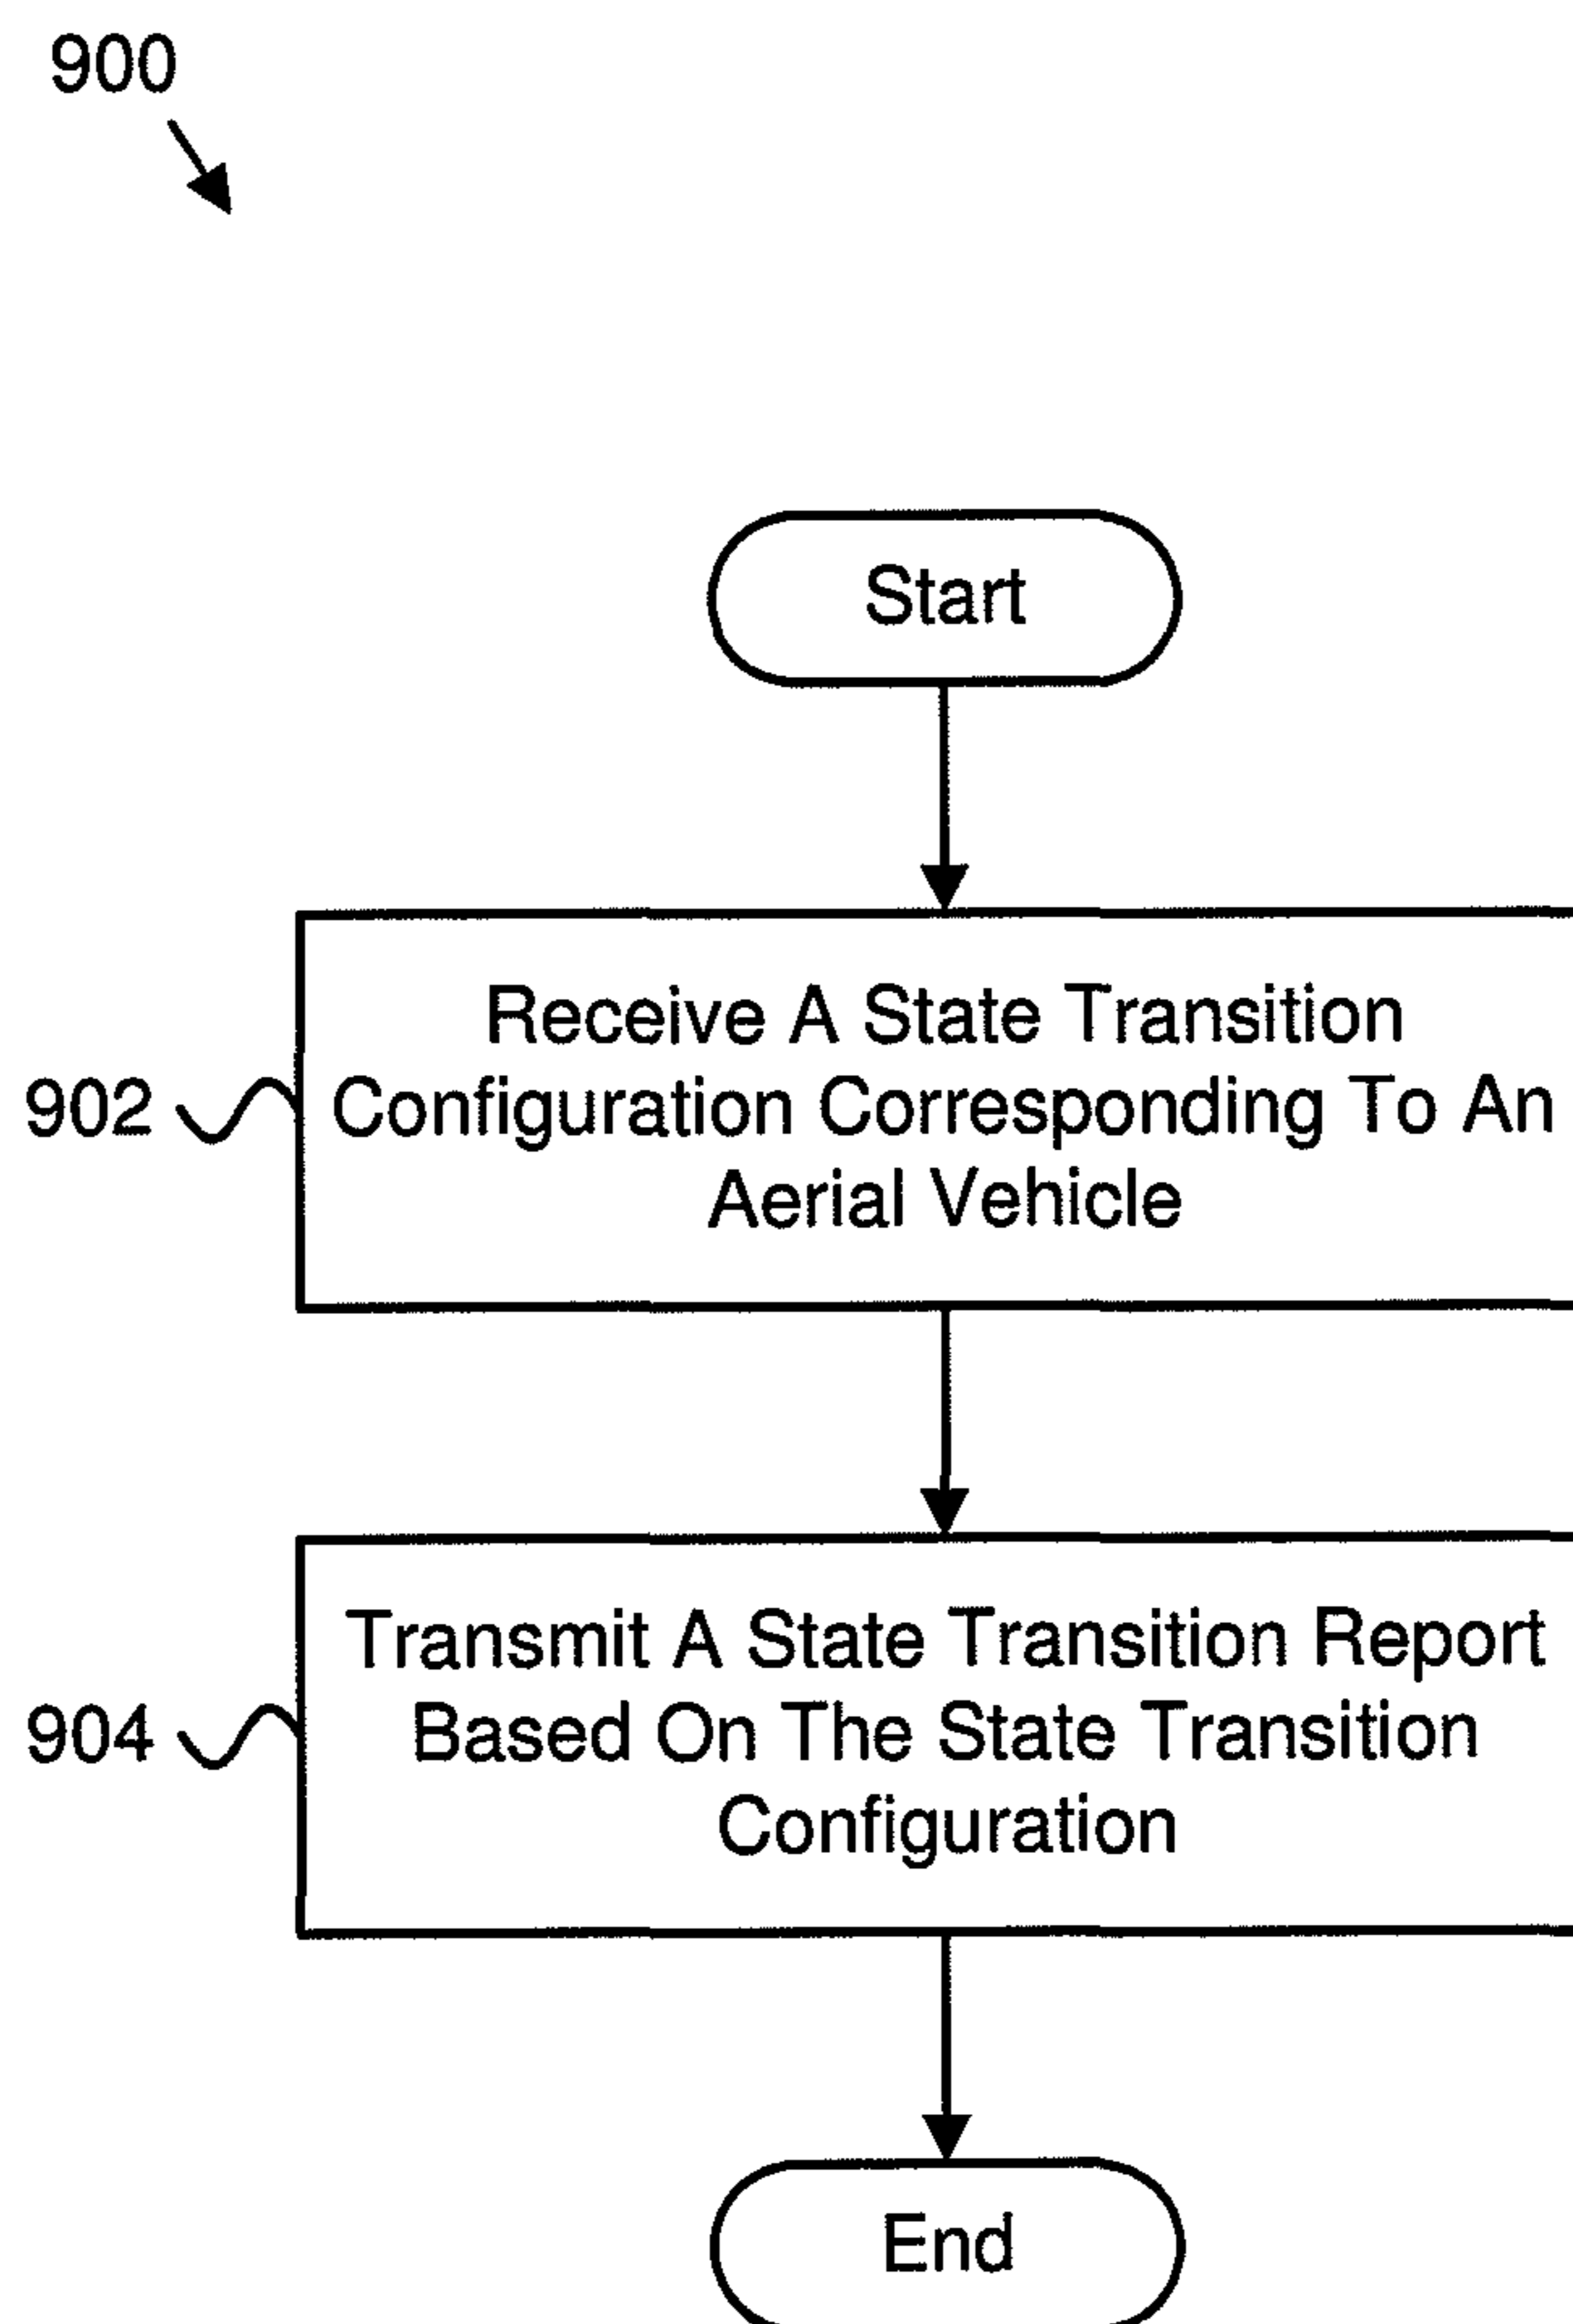 900
Start
902
Receive A State Transition
Configuration Corresponding To An
Aerial Vehicle
904
Transmit A State Transition Report
Based On The State Transition
Configuration
End